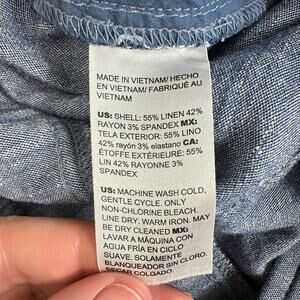 MADE IN VIETNAM/ HECHO
EN VIETNAM/ FABRIQUÉ AU
VIETNAM
US: SHELL: 55% LINEN 42%
RAYON 3% SPANDEX MX:
TELA EXTERIOR: 55% LINO
42% rayón 3% elastano CA:
ÉTOFFE EXTÉRIEURE: 55%
LIN 42% RAYONNE 3%
SPANDEX
US: MACHINE WASH COLD,
GENTLE CYCLE. ONLY
NON-CHLORINE BLEACH.
LINE DRY. WARM IRON. MAY
BE DRY CLEANED MX:
LAVAR A MÁQUINA CON
AGUA FRÍA EN CICLO
SUAVE. SOLAMENTE
BLANQUEADOR SIN CLORO.
SECAR COLGADO.